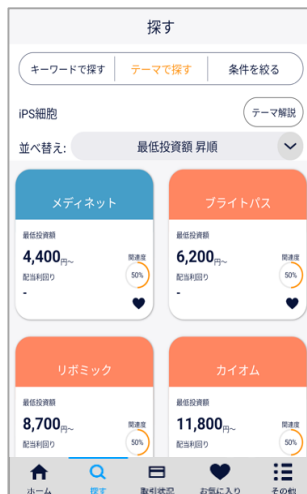 探す
キーワードで探す テーマで探す 条件を絞る
iPS細胞 テーマ解説
並べ替え: 最低投資額 昇順
メディネット ブライトパス
最低投資額 最低投資額
4,400円~ 関連度 6,200円~ 関連度
配当利回り 50% 配当利回り 50%
- -
リボミック カイオム
最低投資額 最低投資額
8,700円~ 関連度 11,800円~ 関連度
配当利回り 50% 配当利回り 50%
ホーム 探す 取引状況 お気に入り その他